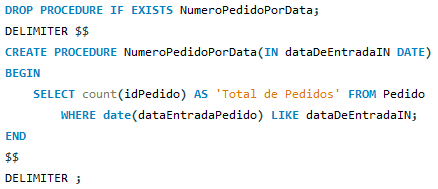 DROP PROCEDURE IF EXISTS NumeroPedidoPorData;
DELIMITER $$
CREATE PROCEDURE NumeroPedidoPorData(IN dataDeEntradaIN DATE)
BEGIN
    SELECT count(idPedido) AS 'Total de Pedidos' FROM Pedido
        WHERE date(dataEntradaPedido) LIKE dataDeEntradaIN;
END
$$
DELIMITER ;